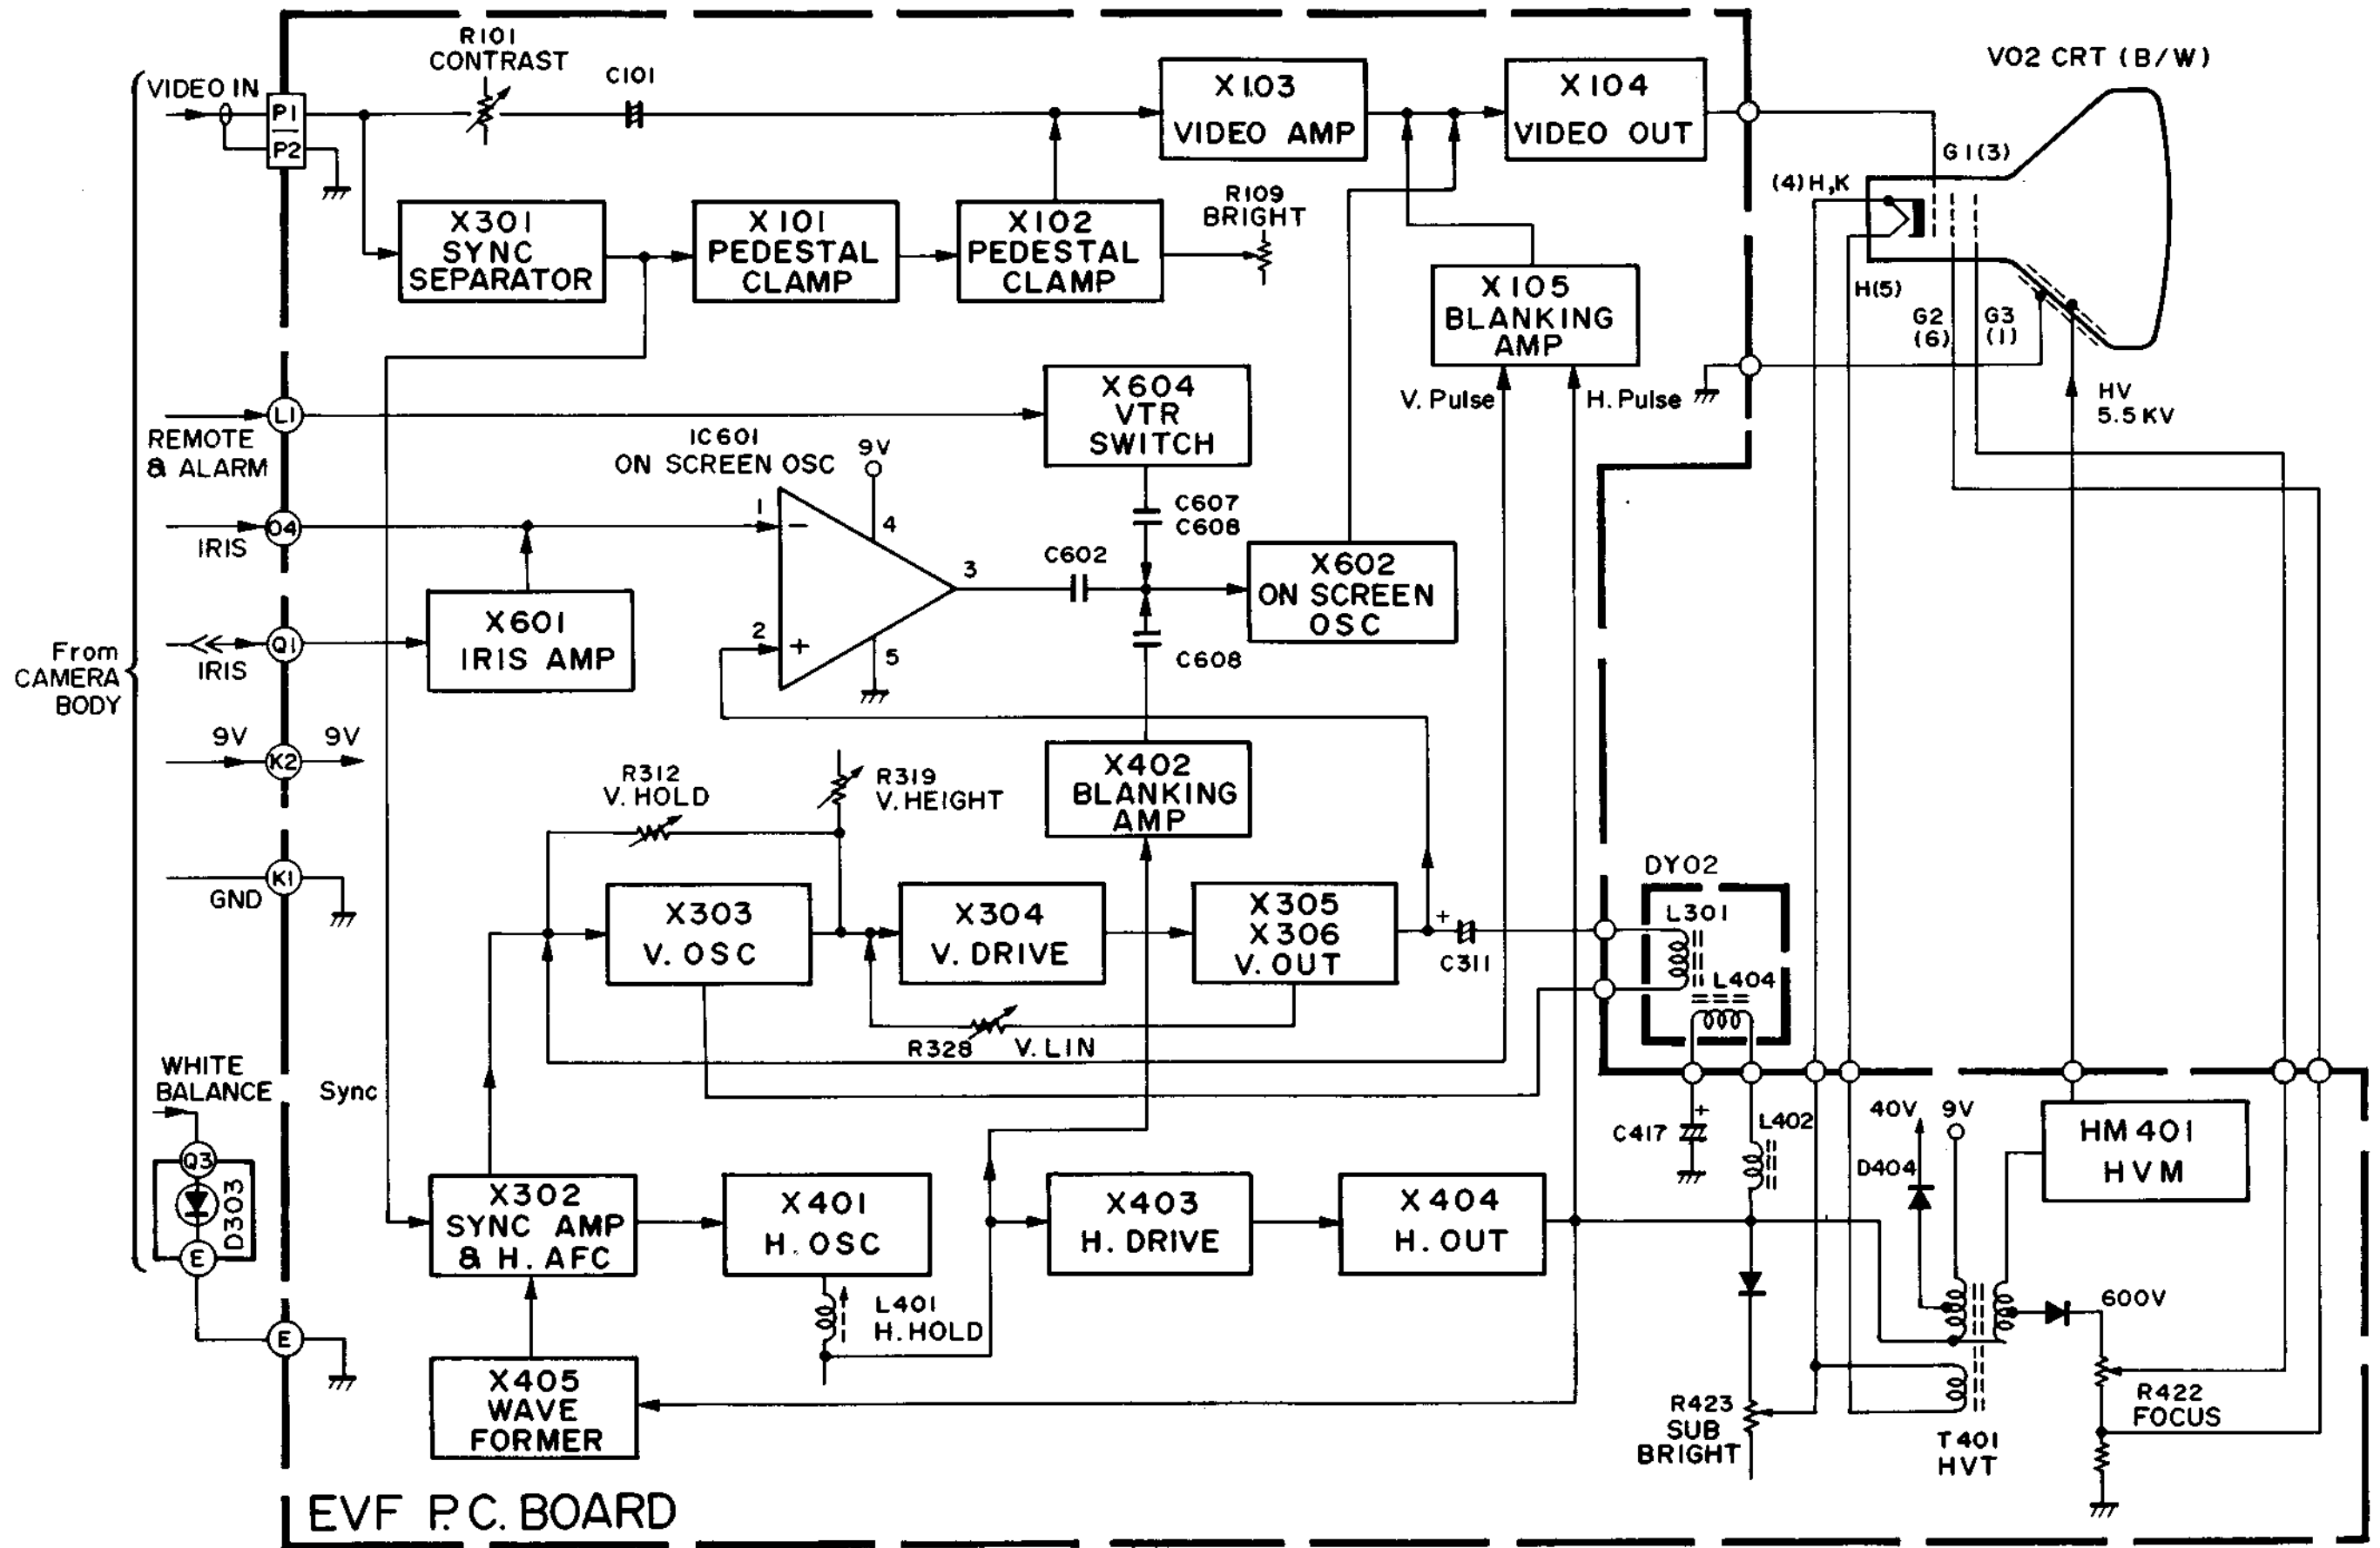 R101
CONTRAST
C101
VIDEO IN
P1
P2
X103
VIDEO AMP
X104
VIDEO OUT
V02 CRT (B/W)
G1(3)
(4)H,K
H(5)
G2
(6)
G3
(1)
HV
5.5KV
X301
SYNC
SEPARATOR
X101
PEDESTAL
CLAMP
X102
PEDESTAL
CLAMP
R109
BRIGHT
X105
BLANKING
AMP
V. Pulse
H. Pulse
L1
REMOTE
& ALARM
X604
VTR
SWITCH
IC601
ON SCREEN OSC
9V
1
−
4
C607
C608
O4
IRIS
C602
3
X602
ON SCREEN
OSC
2
+
5
C608
From
CAMERA
BODY
Q1
IRIS
X601
IRIS AMP
9V
K2
9V
R312
V. HOLD
R319
V. HEIGHT
X402
BLANKING
AMP
K1
GND
X303
V. OSC
X304
V. DRIVE
X305
X306
V. OUT
+
C311
DY02
L301
L404
R328
V. LIN
WHITE
BALANCE
Sync
Q3
D303
E
E
X302
SYNC AMP
& H. AFC
X401
H. OSC
X403
H. DRIVE
X404
H. OUT
C417
+
L402
40V
9V
D404
HM401
HVM
L401
H. HOLD
X405
WAVE
FORMER
600V
R423
SUB
BRIGHT
R422
FOCUS
T401
HVT
EVF P.C. BOARD